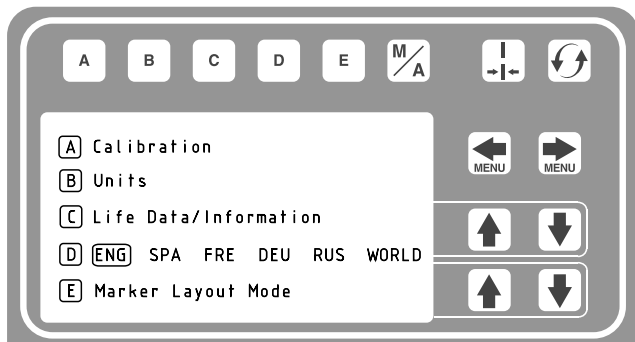 A B C D E M/A
MENU MENU
A Calibration
B Units
C Life Data/Information
D ENG SPA FRE DEU RUS WORLD
E Marker Layout Mode